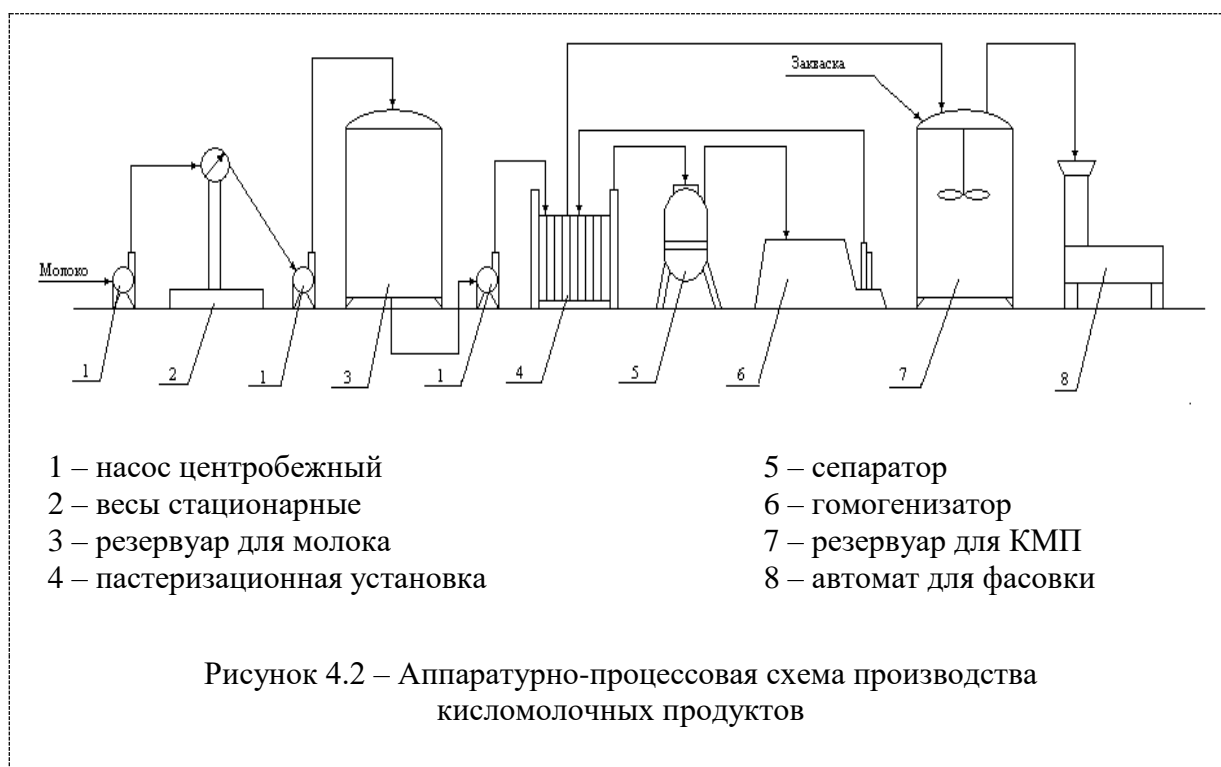 Закваска
Молоко
1
2
1
3
1
4
5
6
7
8
1 – насос центробежный
2 – весы стационарные
3 – резервуар для молока
4 – пастеризационная установка
5 – сепаратор
6 – гомогенизатор
7 – резервуар для КМП
8 – автомат для фасовки
Рисунок 4.2 – Аппаратурно-процессовая схема производства
кисломолочных продуктов